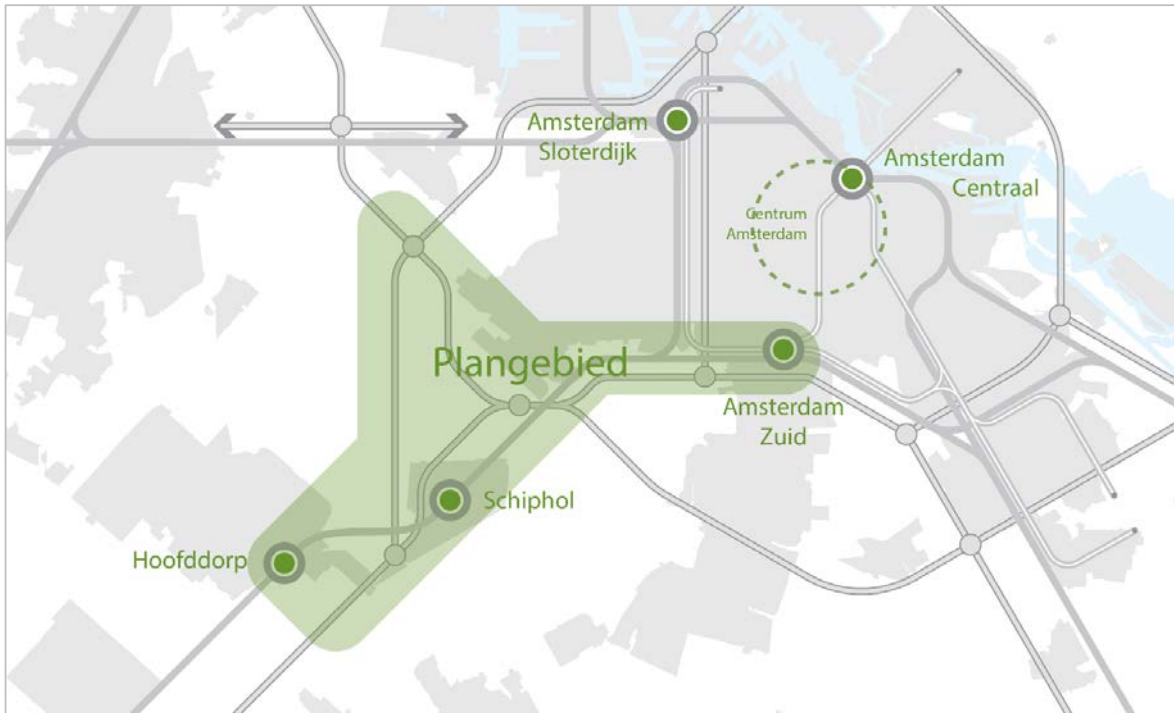 Amsterdam
Sloterdijk
Amsterdam
Centraal
Centrum
Amsterdam
Plangebied
Amsterdam
Zuid
Schiphol
Hoofddorp